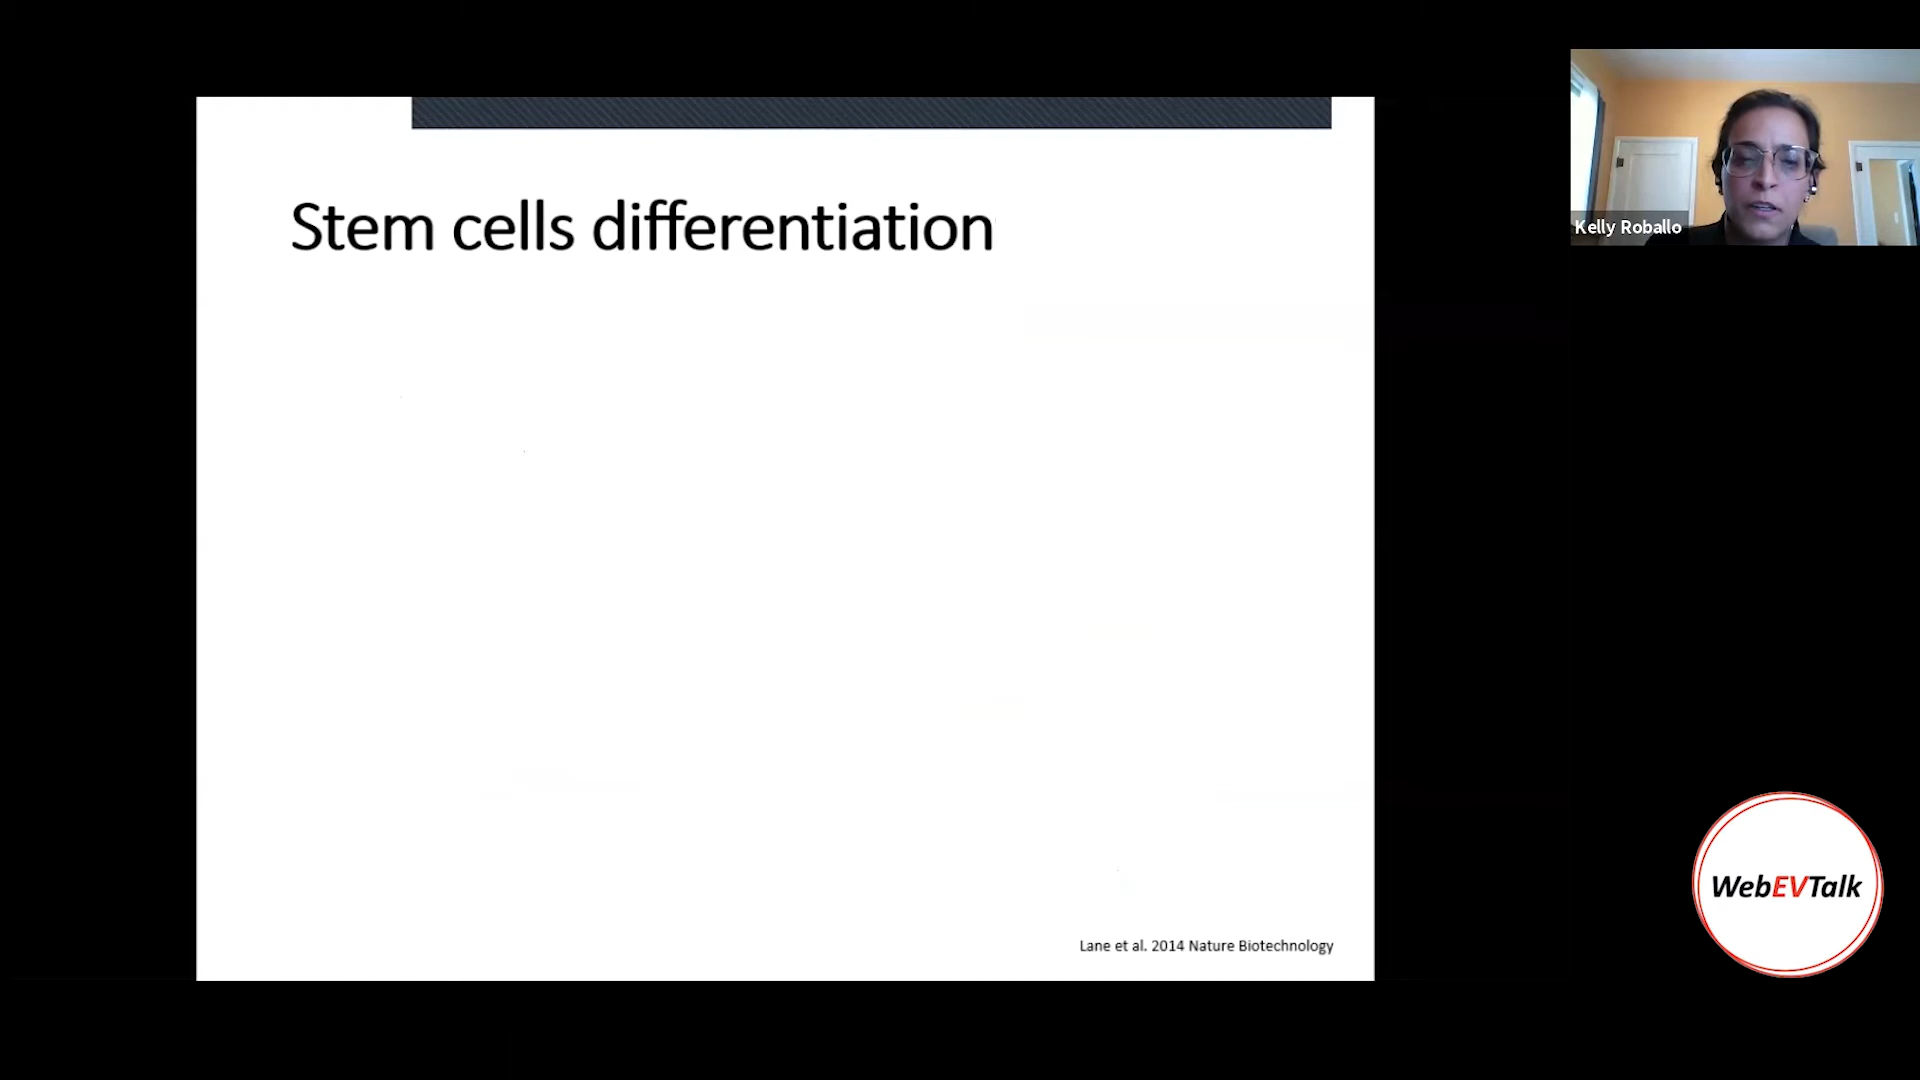 Stem cells differentiation
Kelly Roballo
WebEVTalk
Lane et al. 2014 Nature Biotechnology